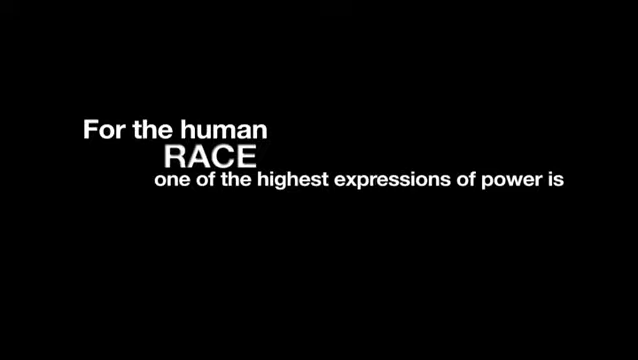 For the human
RACE
one of the highest expressions of power is